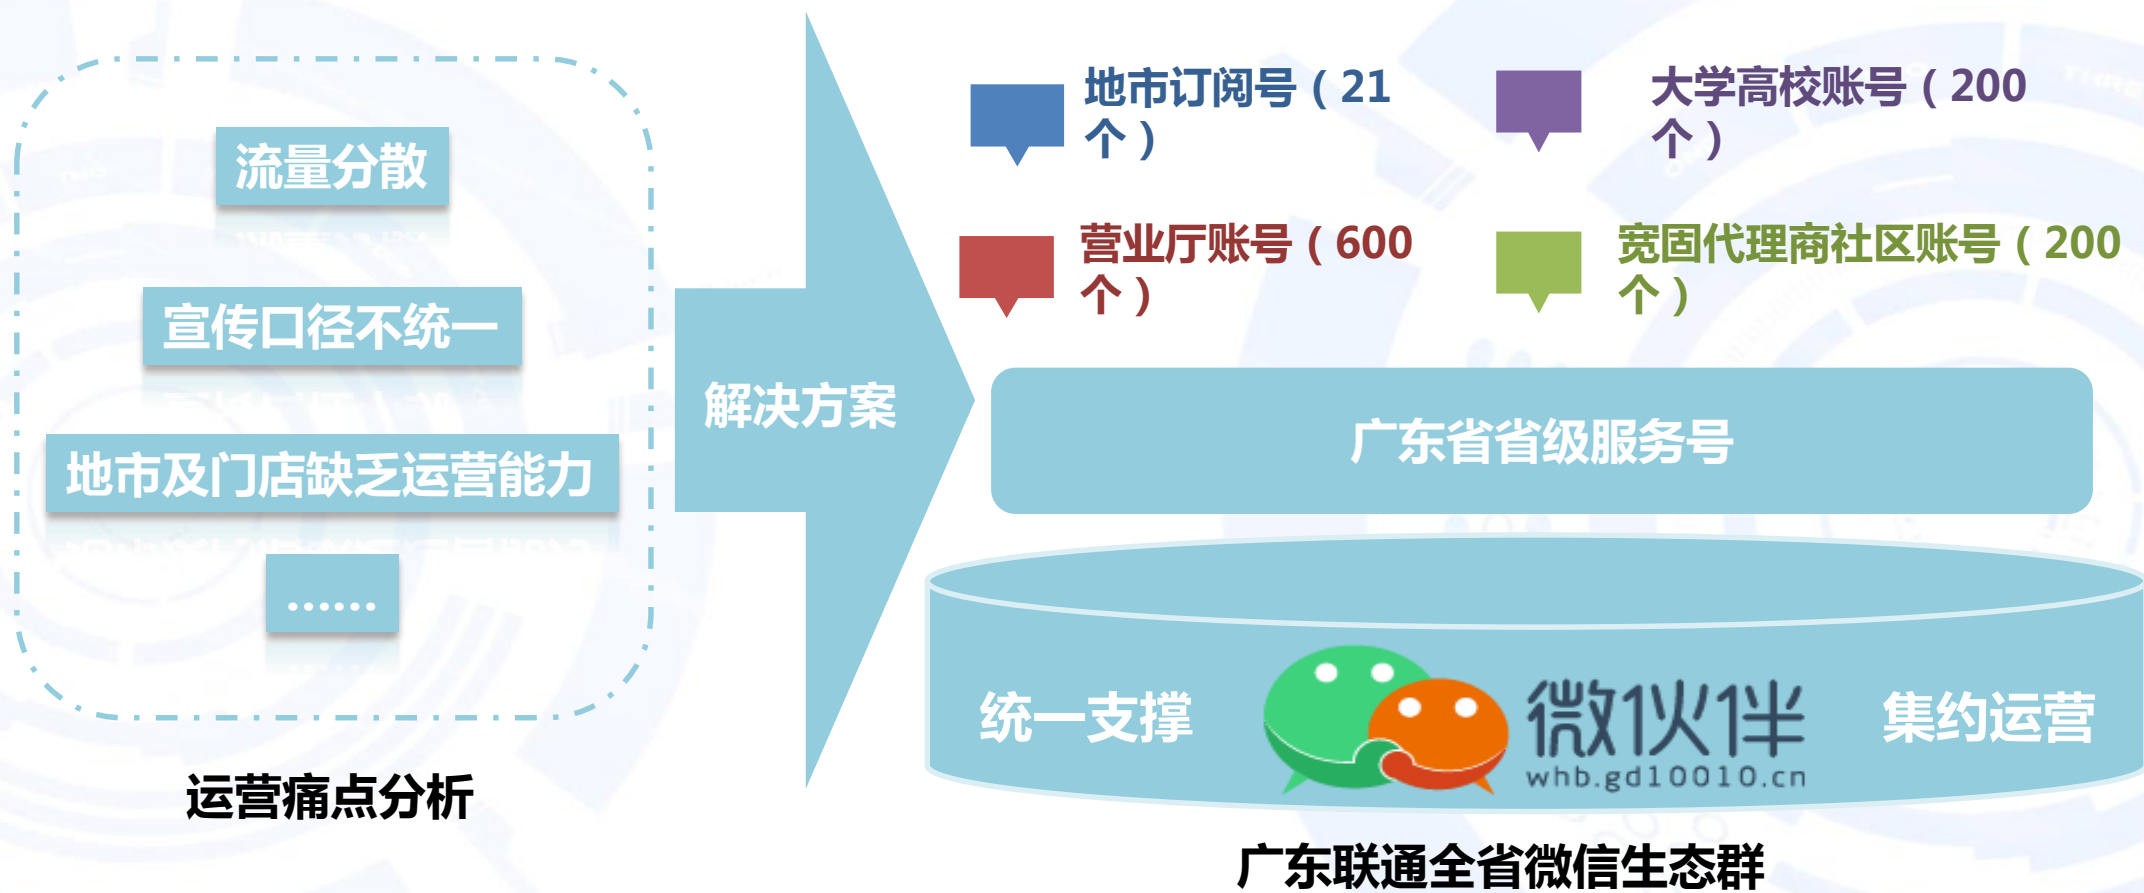 流量分散
宣传口径不统一
地市及门店缺乏运营能力
……
运营痛点分析
解决方案
地市订阅号（21
个）
大学高校账号（200
个）
营业厅账号（600
个）
宽固代理商社区账号（200
个）
广东省省级服务号
统一支撑
微伙伴
whb.gd10010.cn
集约运营
广东联通全省微信生态群